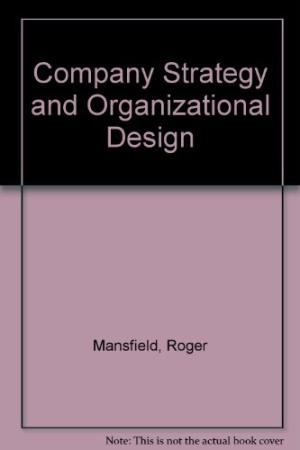 Company Strategy
and Organizational
Design
Mansfield, Roger
Note: This is not the actual book cover